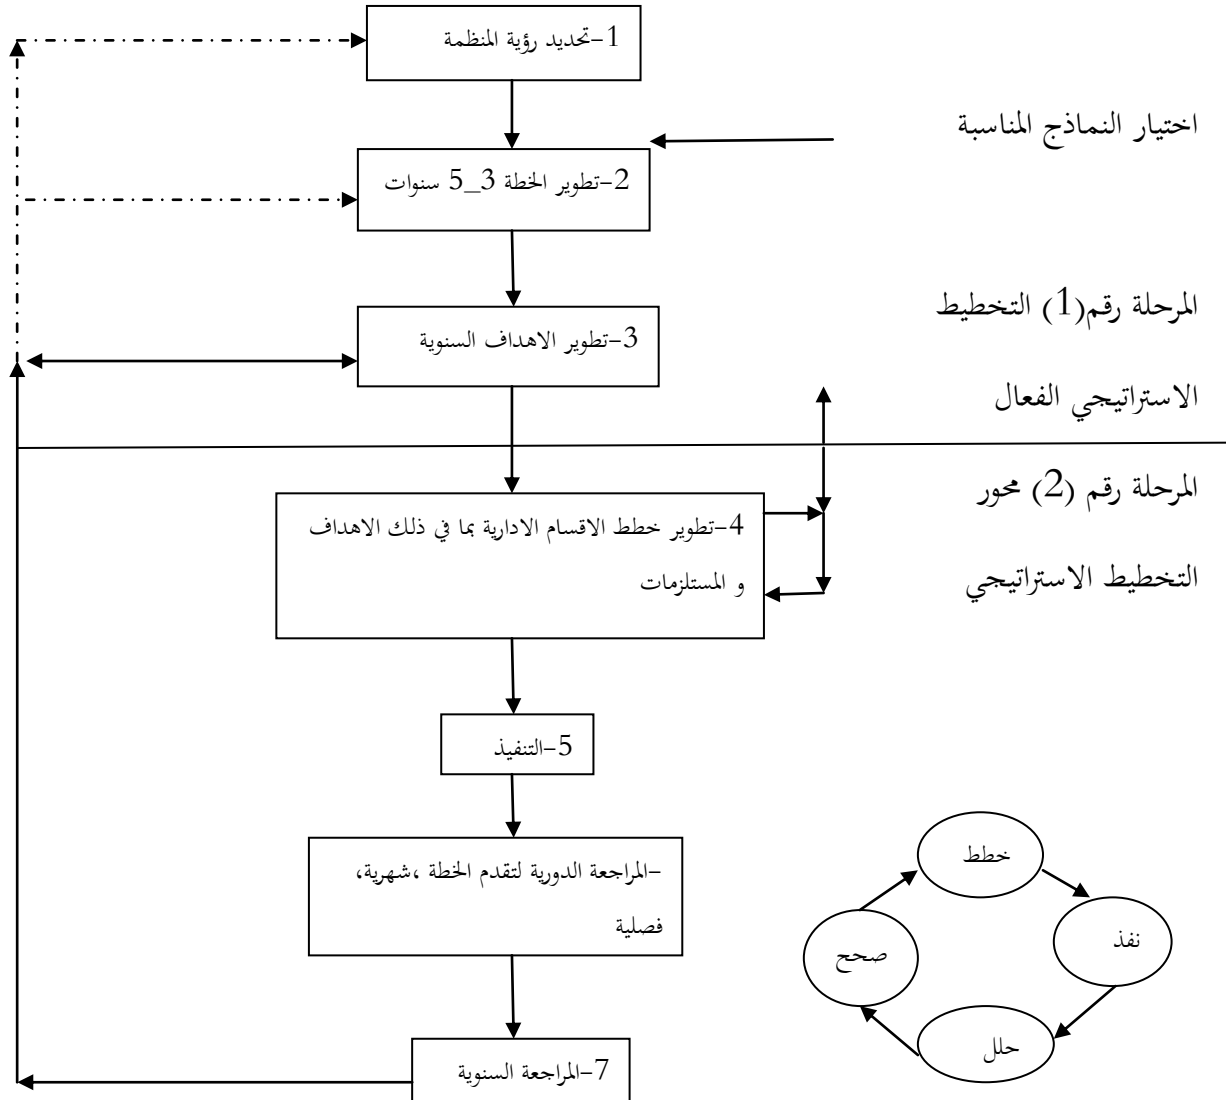 1-تحديد رؤية المنظمة
اختيار النماذج المناسبة
2-تطوير الخطة 3_5 سنوات
المرحلة رقم(1) التخطيط
3-تطوير الاهداف السنوية
الاستراتيجي الفعال
المرحلة رقم (2) محور
4-تطوير خطط الاقسام الادارية بما في ذلك الاهداف
و المستلزمات
التخطيط الاستراتيجي
5-التنفيذ
-المراجعة الدورية لتقدم الخطة ،شهرية،
فصلية
خطط
نفذ
صحح
حلل
7-المراجعة السنوية